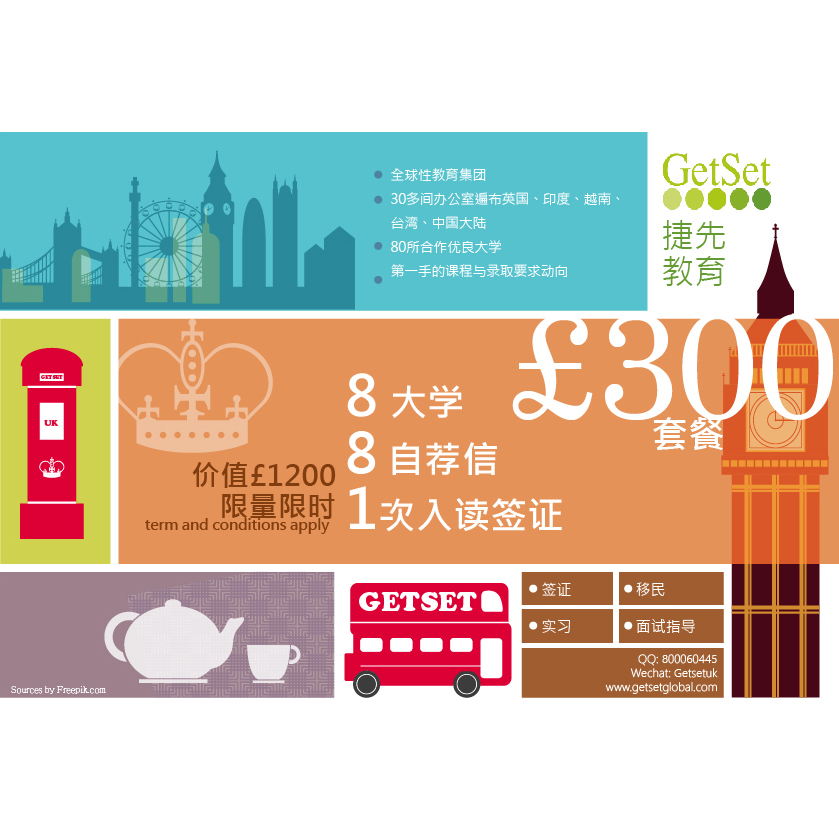 全球性教育集团
30多间办公室遍布英国、印度、越南、
台湾、中国大陆
80所合作优良大学
第一手的课程与录取要求动向
GetSet
捷先
教育
GETSET
UK
£300
套餐
8 大学
8 自荐信
1次入读签证
价值£1200
限量限时
term and conditions apply
GETSET
签证
移民
实习
面试指导
QQ: 800060445
Wechat: Getsetuk
www.getsetglobal.com
Sources by Freepik.com